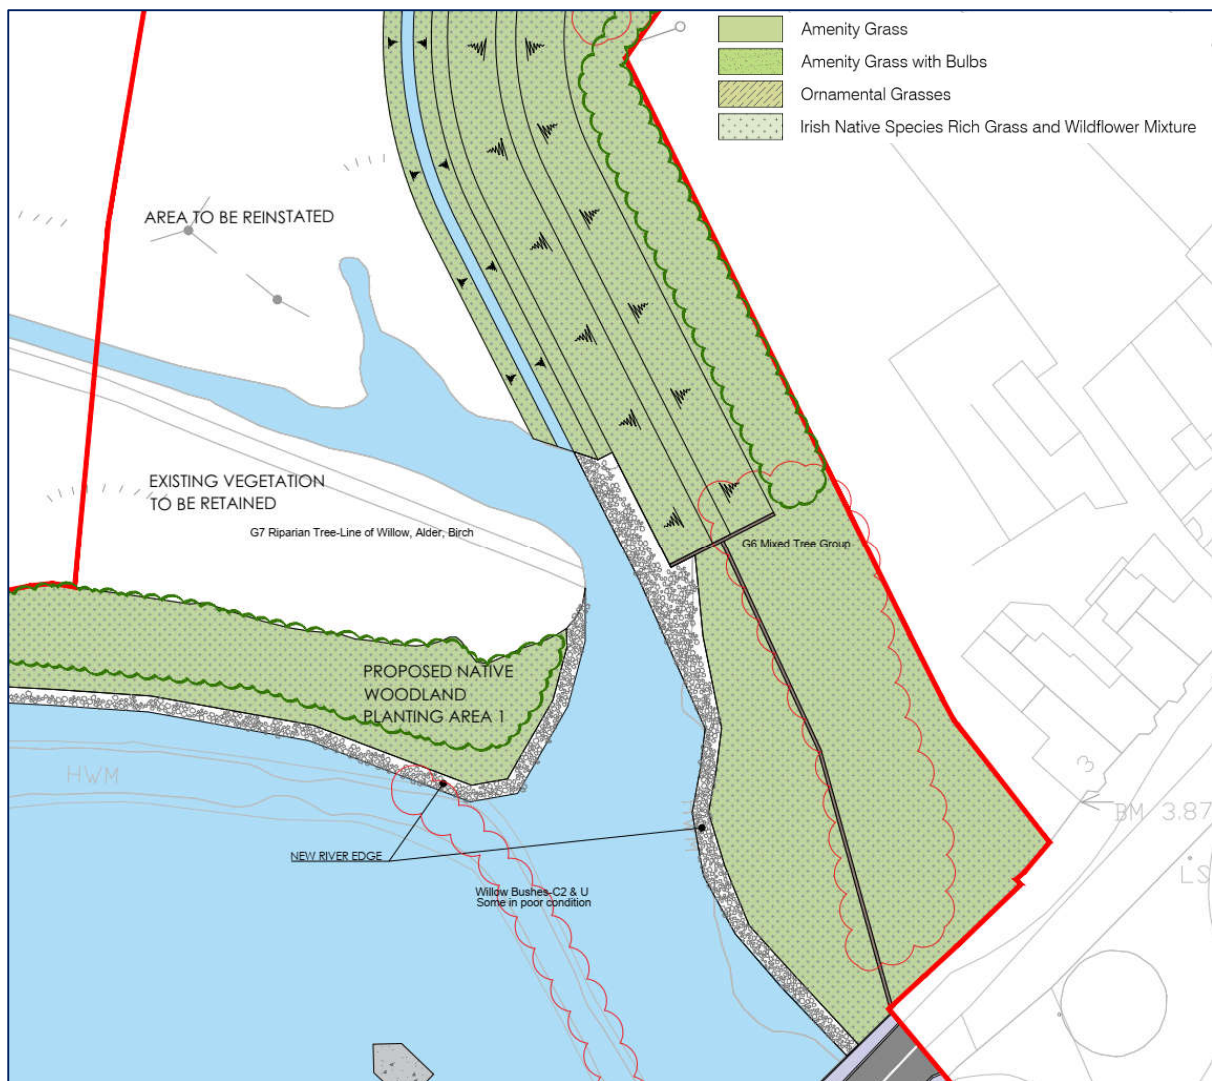 Amenity Grass
Amenity Grass with Bulbs
Ornamental Grasses
Irish Native Species Rich Grass and Wildflower Mixture
AREA TO BE REINSTATED
EXISTING VEGETATION
TO BE RETAINED
G7 Riparian Tree-Line of Willow, Alder, Birch
G6 Mixed Tree Group
PROPOSED NATIVE
WOODLAND
PLANTING AREA 1
HWM
3
BM 3.87
NEW RIVER EDGE
LS
Willow Bushes-C2 & U
Some in poor condition